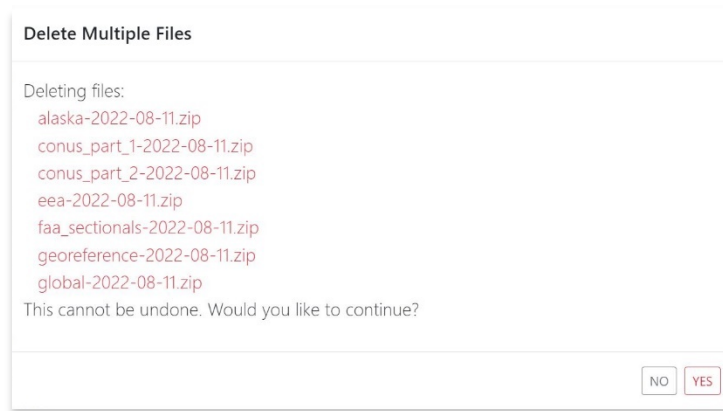 Delete Multiple Files
Deleting files:
alaska-2022-08-11.zip
conus_part_1-2022-08-11.zip
conus_part_2-2022-08-11.zip
eea-2022-08-11.zip
faa_sectionals-2022-08-11.zip
georeference-2022-08-11.zip
global-2022-08-11.zip
This cannot be undone. Would you like to continue?
NO YES